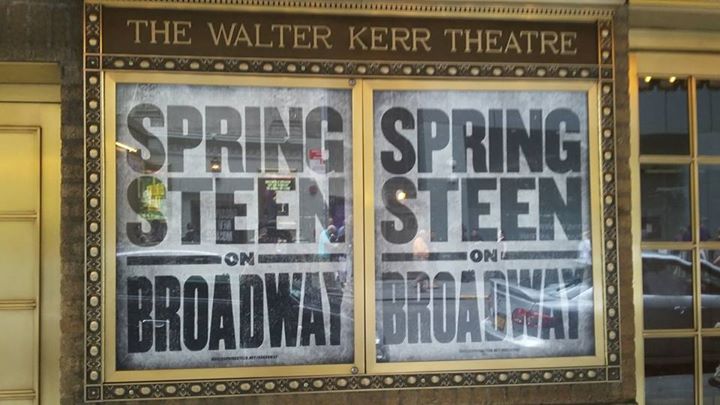 THE WALTER KERR THEATRE
SPRING
STEEN
ON
BROADWAY
SPRING
STEEN
ON
BROADWAY